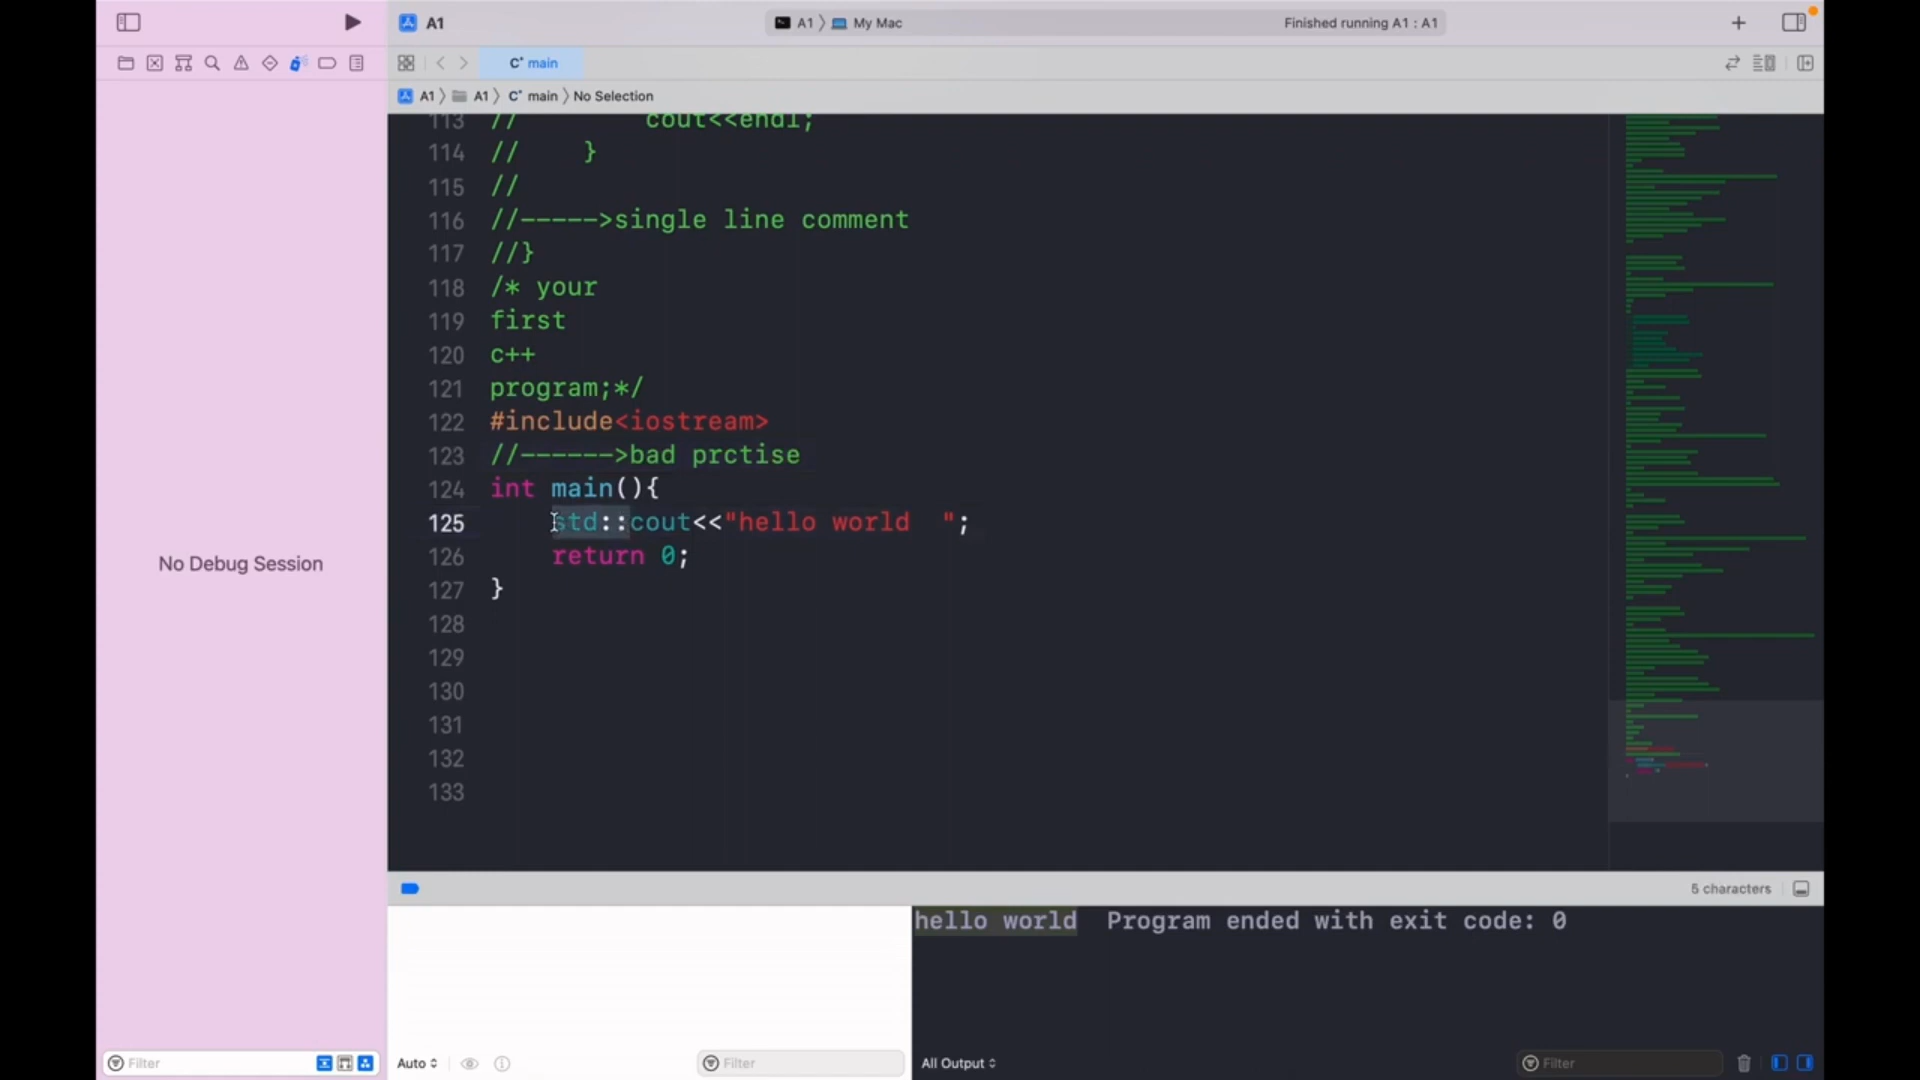 A1
A1 〉 My Mac
Finished running A1 : A1
C+ main
A1 〉 A1 〉 C+ main 〉 No Selection
113 // cout<<endl;
114 // }
115 //
116 //----->single line comment
117 //}
118 /* your
119 first
120 c++
121 program;*/
122 #include<iostream>
123 //------>bad prctise
124 int main(){
125 std::cout<<"hello world  ";
126 return 0;
127 }
128
129
130
131
132
133
No Debug Session
5 characters
hello world  Program ended with exit code: 0
Filter
Auto
Filter
All Output
Filter